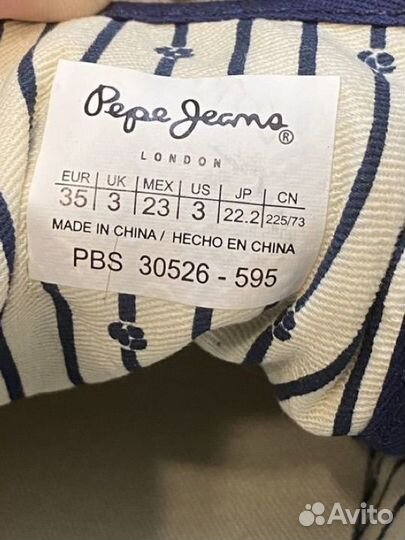 Pepe Jeans®
LONDON
EUR UK MEX US JP CN
35 3 23 3 22.2 225/73
MADE IN CHINA / HECHO EN CHINA
PBS 30526 - 595
Avito